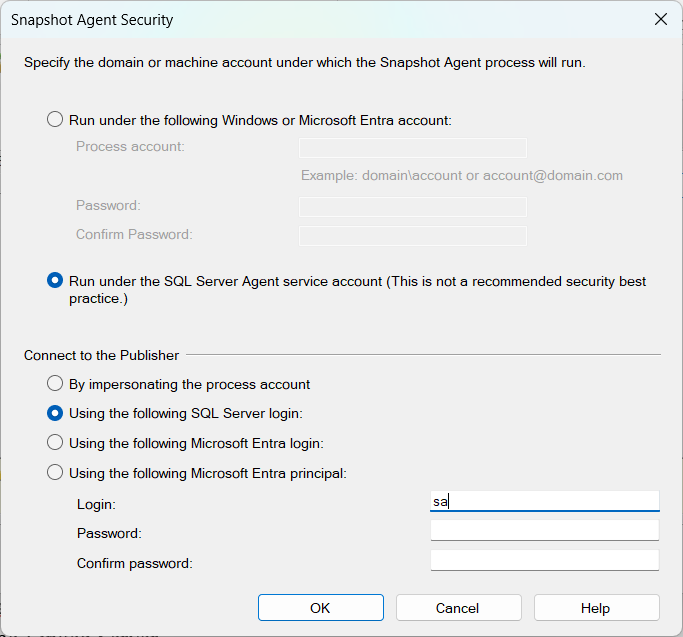 Snapshot Agent Security
Specify the domain or machine account under which the Snapshot Agent process will run.
Run under the following Windows or Microsoft Entra account:
Process account:
Example: domain\account or account@domain.com
Password:
Confirm Password:
Run under the SQL Server Agent service account (This is not a recommended security best
practice.)
Connect to the Publisher
By impersonating the process account
Using the following SQL Server login:
Using the following Microsoft Entra login:
Using the following Microsoft Entra principal:
Login: sa
Password:
Confirm password:
OK Cancel Help